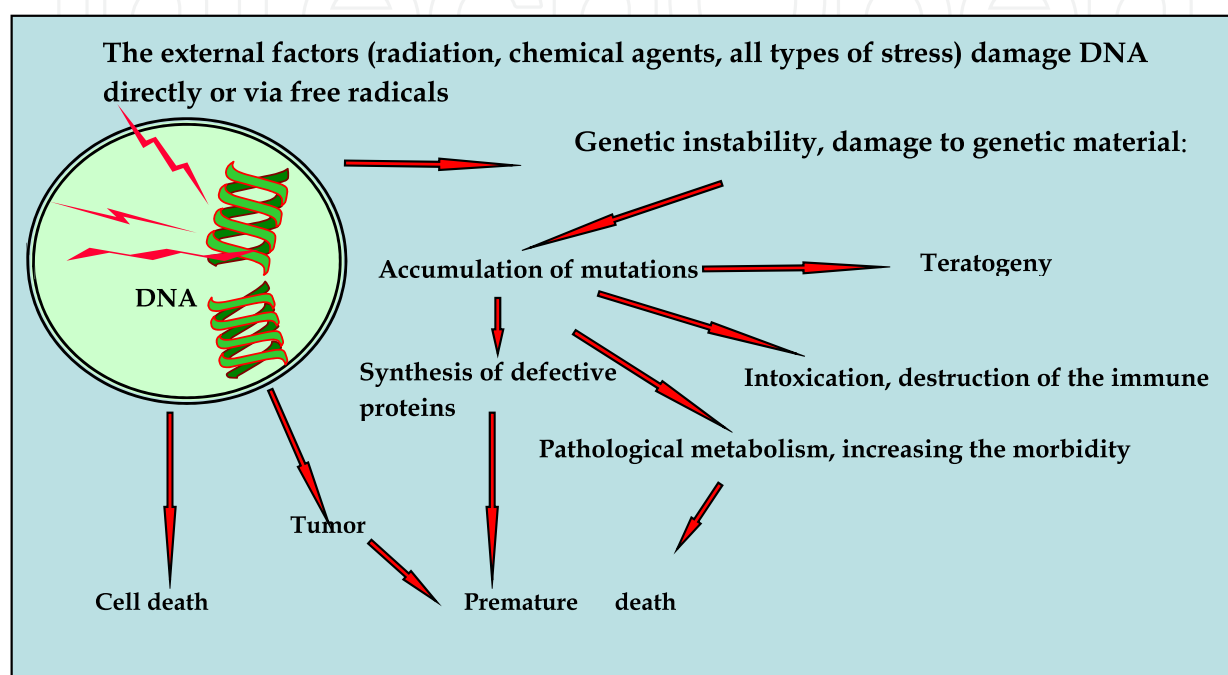 The external factors (radiation, chemical agents, all types of stress) damage DNA
directly or via free radicals
Genetic instability, damage to genetic material:
Accumulation of mutations
Teratogeny
DNA
Synthesis of defective
proteins
Intoxication, destruction of the immune
Pathological metabolism, increasing the morbidity
Tumor
Cell death
Premature death